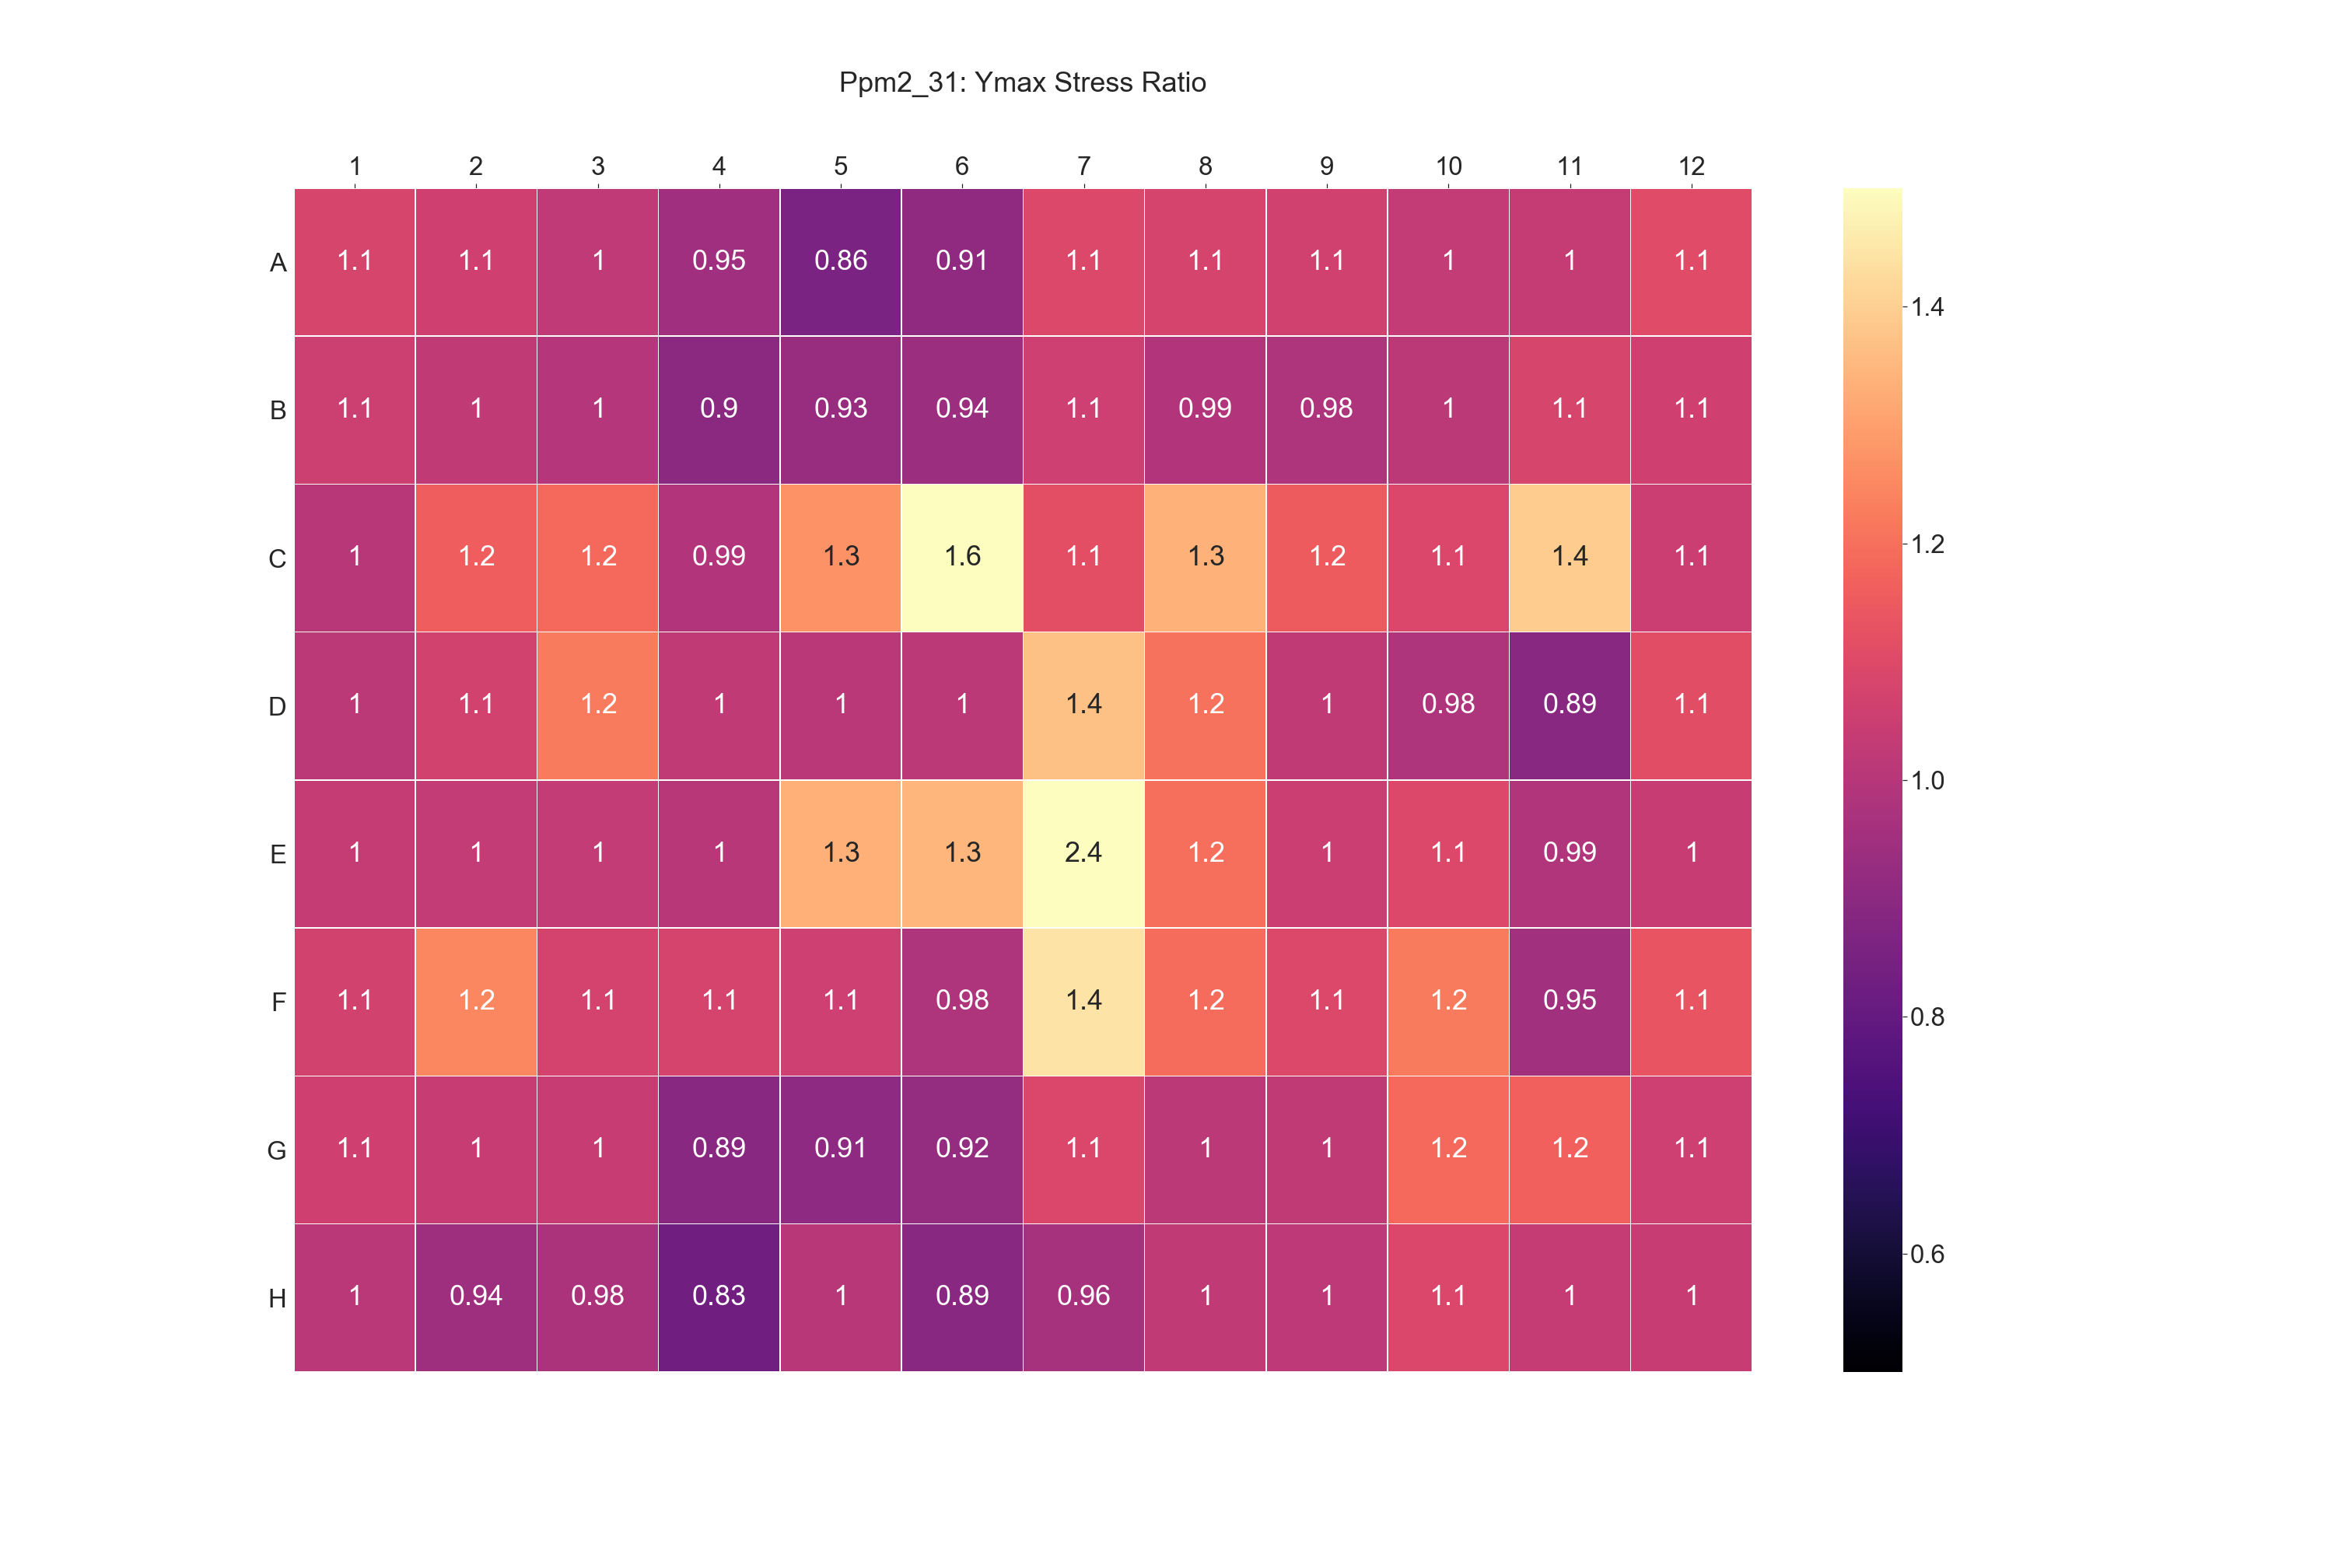 Ppm2_31: Ymax Stress Ratio
1 2 3 4 5 6 7 8 9 10 11 12
A 1.1 1.1 1 0.95 0.86 0.91 1.1 1.1 1.1 1 1 1.1
1.4
B 1.1 1 1 0.9 0.93 0.94 1.1 0.99 0.98 1 1.1 1.1
1.2
C 1 1.2 1.2 0.99 1.3 1.6 1.1 1.3 1.2 1.1 1.4 1.1
D 1 1.1 1.2 1 1 1 1.4 1.2 1 0.98 0.89 1.1
1.0
E 1 1 1 1 1.3 1.3 2.4 1.2 1 1.1 0.99 1
F 1.1 1.2 1.1 1.1 1.1 0.98 1.4 1.2 1.1 1.2 0.95 1.1
0.8
G 1.1 1 1 0.89 0.91 0.92 1.1 1 1 1.2 1.2 1.1
0.6
H 1 0.94 0.98 0.83 1 0.89 0.96 1 1 1.1 1 1